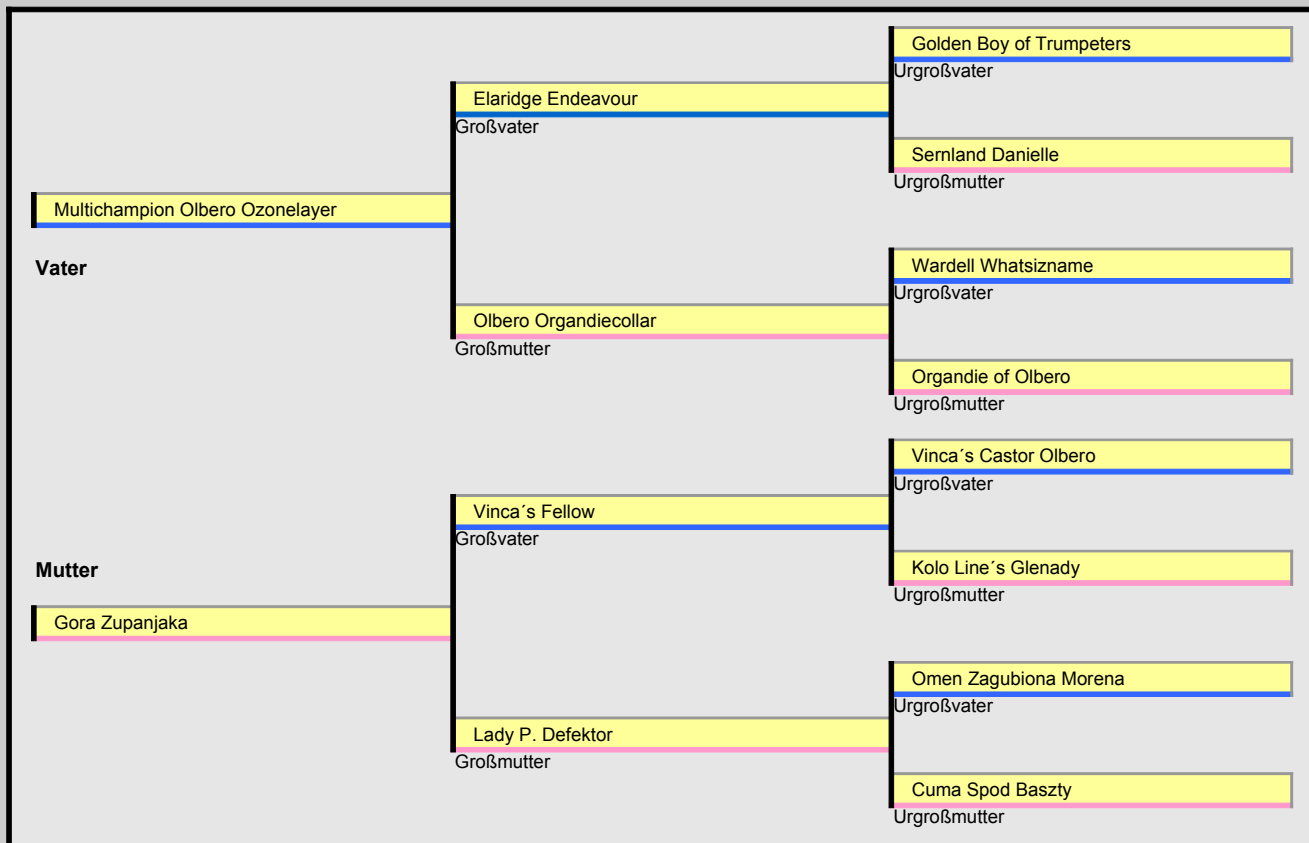 Golden Boy of Trumpeters
Urgroßvater
Elaridge Endeavour
Großvater
Sernland Danielle
Urgroßmutter
Multichampion Olbero Ozonelayer
Vater
Wardell Whatsizname
Urgroßvater
Olbero Organdiecollar
Großmutter
Organdie of Olbero
Urgroßmutter
Vinca´s Castor Olbero
Urgroßvater
Vinca´s Fellow
Großvater
Mutter
Kolo Line´s Glenady
Urgroßmutter
Gora Zupanjaka
Omen Zagubiona Morena
Urgroßvater
Lady P. Defektor
Großmutter
Cuma Spod Baszty
Urgroßmutter